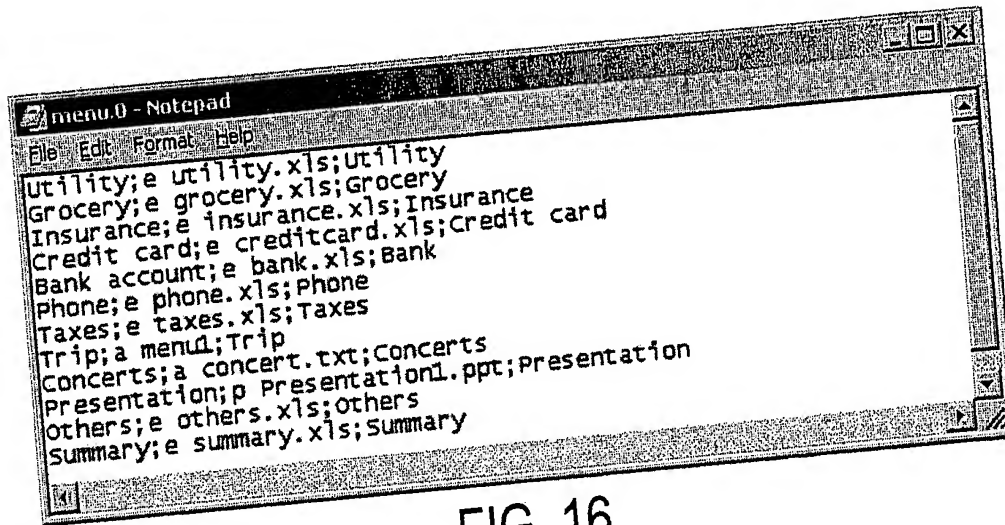 menu.0 - Notepad
File Edit Format Help
Utility;e utility.xls;Utility
Grocery;e grocery.xls;Grocery
Insurance;e insurance.xls;Insurance
Credit card;e creditcard.xls;Credit card
Bank account;e bank.xls;Bank
Phone;e phone.xls;Phone
Taxes;e taxes.xls;Taxes
Trip;a menu1;Trip
Concerts;a concert.txt;Concerts
Presentation;p Presentation1.ppt;Presentation
Others;e others.xls;Others
Summary;e summary.xls;Summary
FIG. 16